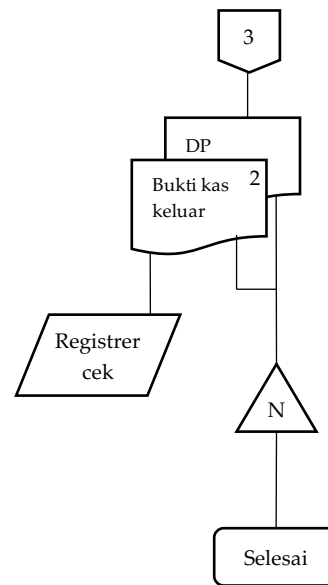 3
DP
Bukti kas 2
keluar
Registrer
cek
N
Selesai